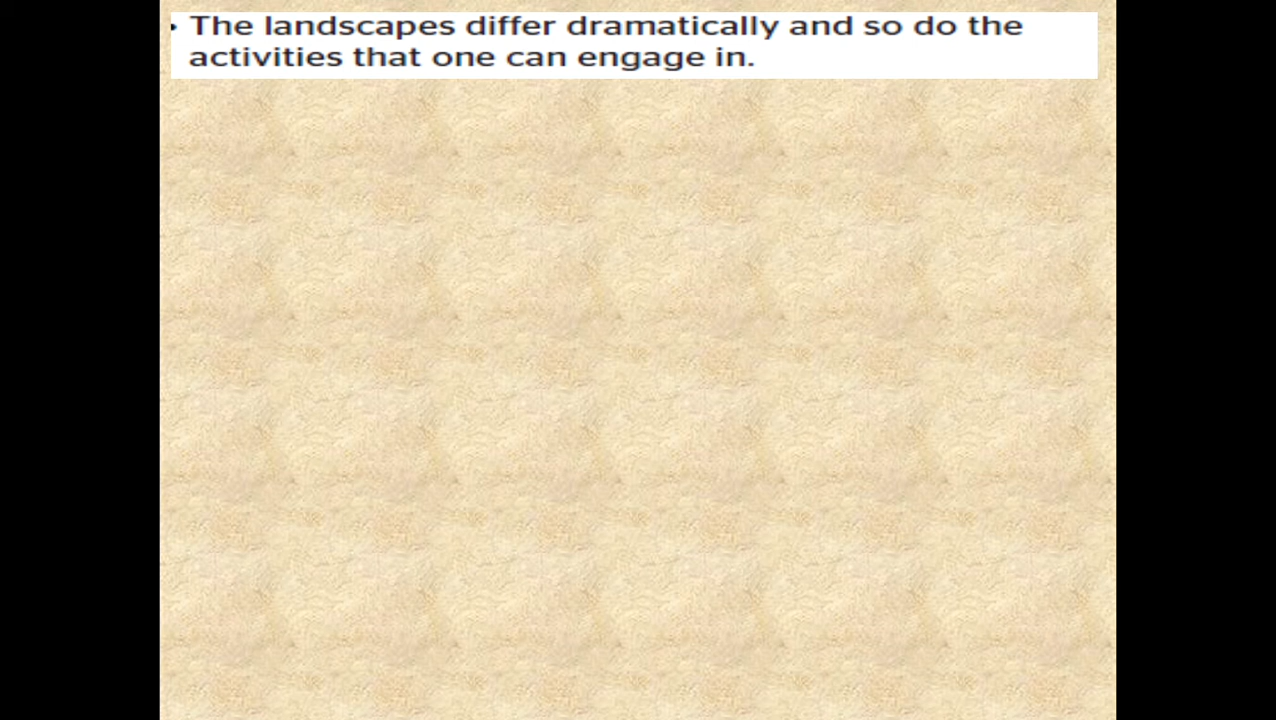 • The landscapes differ dramatically and so do the
activities that one can engage in.